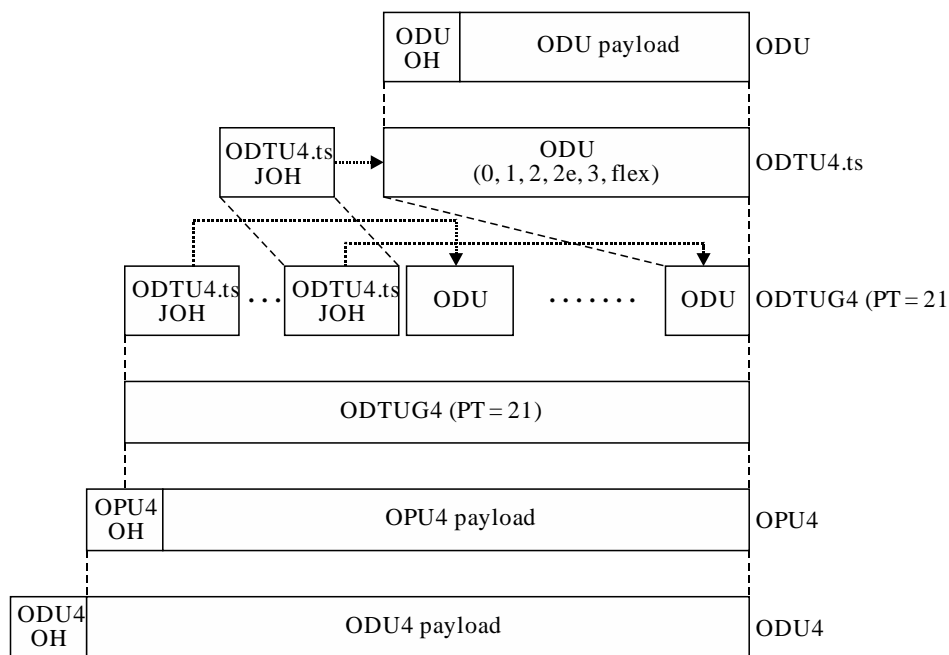 ODU OH
ODU payload
ODU
ODTU4.ts JOH
ODU
(0, 1, 2, 2e, 3, flex)
ODTU4.ts
ODTU4.ts JOH
...
ODTU4.ts JOH
ODU
.......
ODU
ODTUG4 (PT = 21
ODTUG4 (PT = 21)
OPU4 OH
OPU4 payload
OPU4
ODU4 OH
ODU4 payload
ODU4